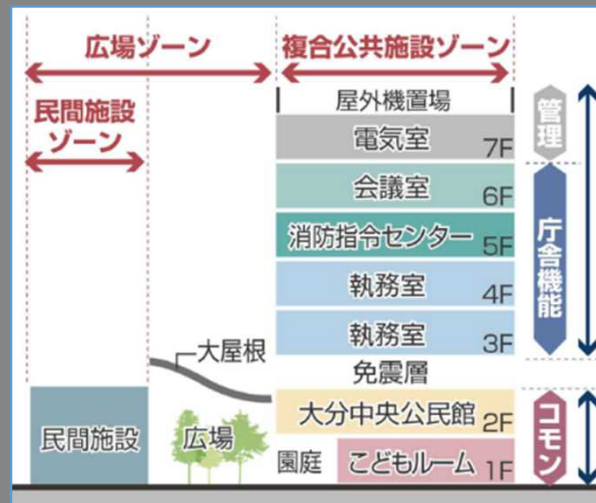 広場ゾーン
複合公共施設ゾーン
民間施設
ゾーン
屋外機置場
電気室 7F
会議室 6F
消防指令センター 5F
執務室 4F
執務室 3F
免震層
大分中央公民館 2F
園庭
こどもルーム 1F
大屋根
民間施設
広場
管理
庁舎機能
コモン